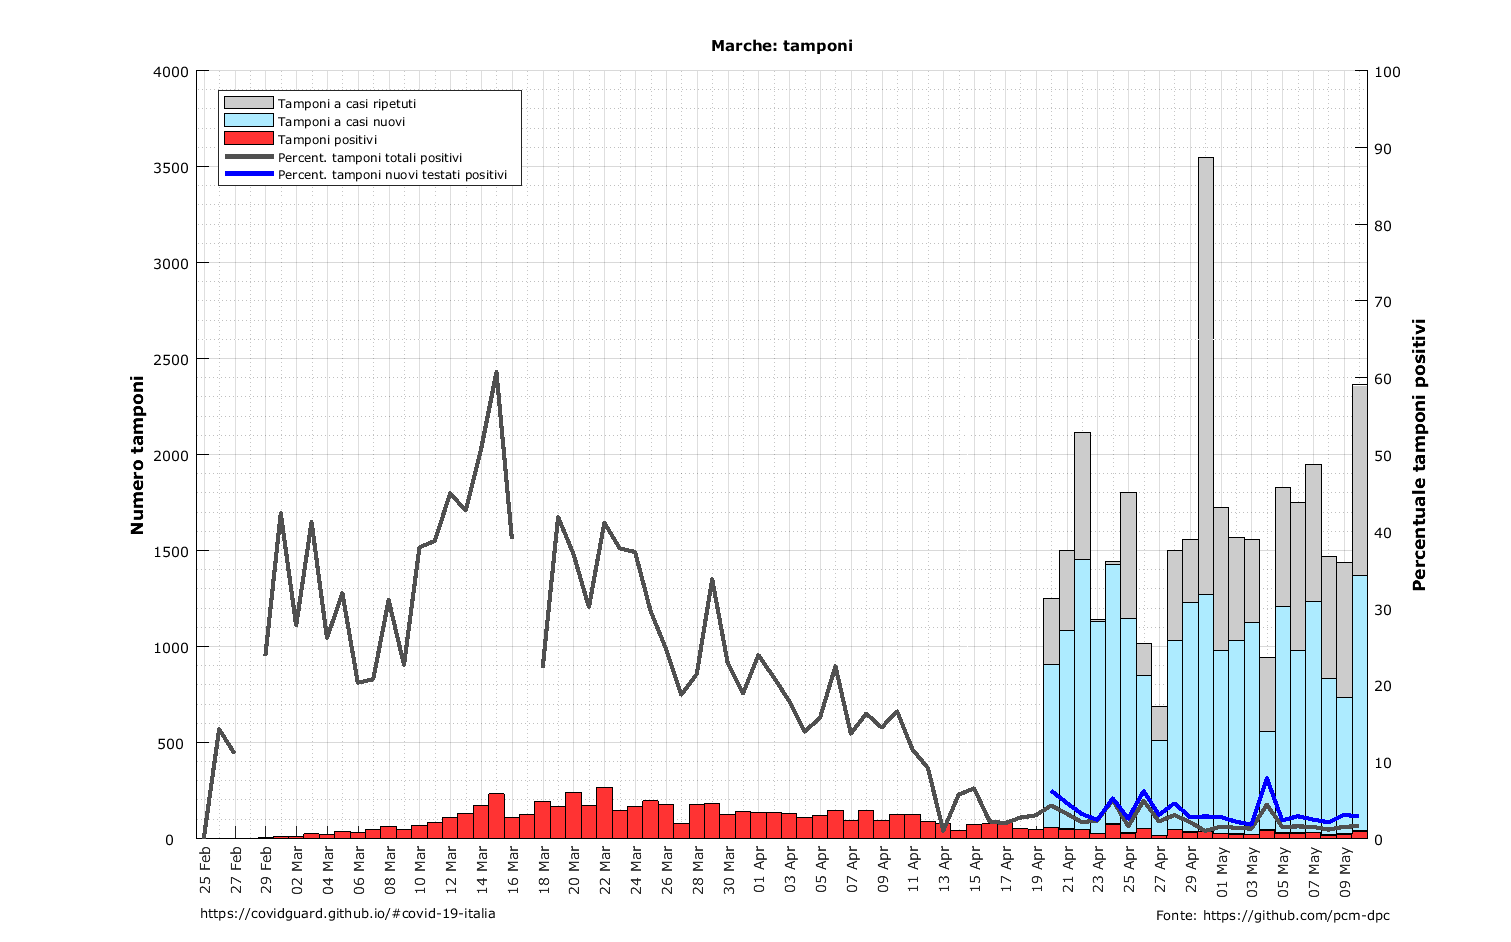 Marche: tamponi
4000
3500
3000
2500
2000
1500
1000
500
0
Numero tamponi
Tamponi a casi ripetuti
Tamponi a casi nuovi
Tamponi positivi
Percent. tamponi totali positivi
Percent. tamponi nuovi testati positivi
100
90
80
70
60
50
40
30
20
10
0
Percentuale tamponi positivi
25 Feb
27 Feb
29 Feb
02 Mar
04 Mar
06 Mar
08 Mar
10 Mar
12 Mar
14 Mar
16 Mar
18 Mar
20 Mar
22 Mar
24 Mar
26 Mar
28 Mar
30 Mar
01 Apr
03 Apr
05 Apr
07 Apr
09 Apr
11 Apr
13 Apr
15 Apr
17 Apr
19 Apr
21 Apr
23 Apr
25 Apr
27 Apr
29 Apr
01 May
03 May
05 May
07 May
09 May
https://covidguard.github.io/#covid-19-italia
Fonte: https://github.com/pcm-dpc